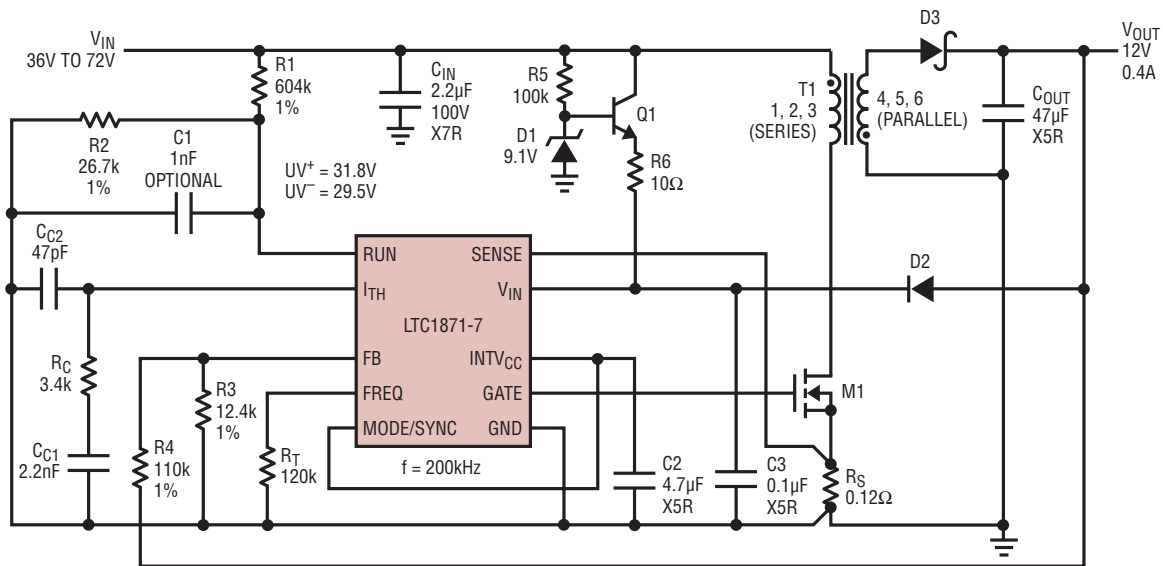 VIN
36V TO 72V
R1
604k
1%
CIN
2.2µF
100V
X7R
R5
100k
Q1
D1
9.1V
R6
10Ω
T1
1, 2, 3
(SERIES)
4, 5, 6
(PARALLEL)
D3
VOUT
12V
0.4A
COUT
47µF
X5R
R2
26.7k
1%
C1
1nF
OPTIONAL
UV+ = 31.8V
UV– = 29.5V
CC2
47pF
RC
3.4k
CC1
2.2nF
R4
110k
1%
R3
12.4k
1%
RT
120k
RUN
ITH
FB
FREQ
MODE/SYNC
LTC1871-7
SENSE
VIN
INTVCC
GATE
GND
f = 200kHz
D2
M1
C2
4.7µF
X5R
C3
0.1µF
X5R
RS
0.12Ω